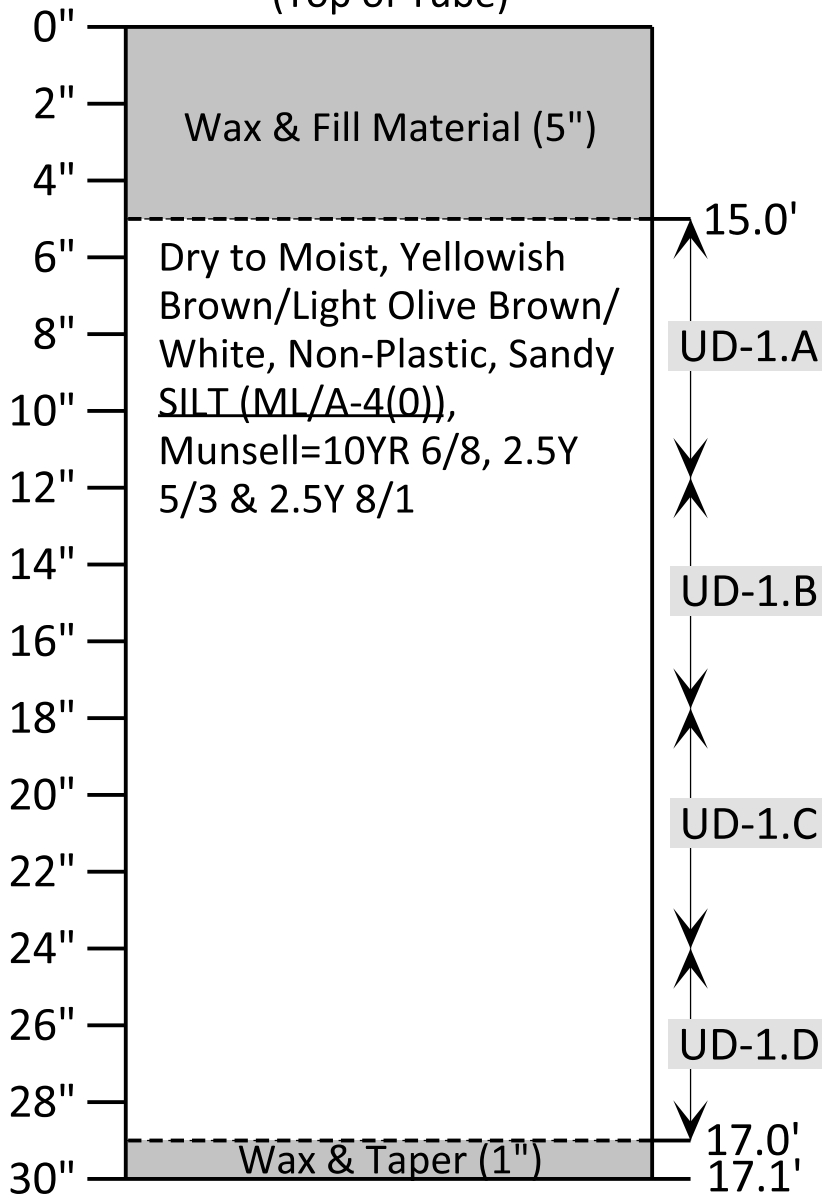 (Top of Tube)
0"
2"
Wax & Fill Material (5")
4"
15.0'
6"
Dry to Moist, Yellowish
Brown/Light Olive Brown/
8"
White, Non-Plastic, Sandy
UD-1.A
10"
SILT (ML/A-4(0)),
Munsell=10YR 6/8, 2.5Y
12"
5/3 & 2.5Y 8/1
14"
UD-1.B
16"
18"
20"
UD-1.C
22"
24"
26"
UD-1.D
28"
17.0'
Wax & Taper (1")
30"
17.1'